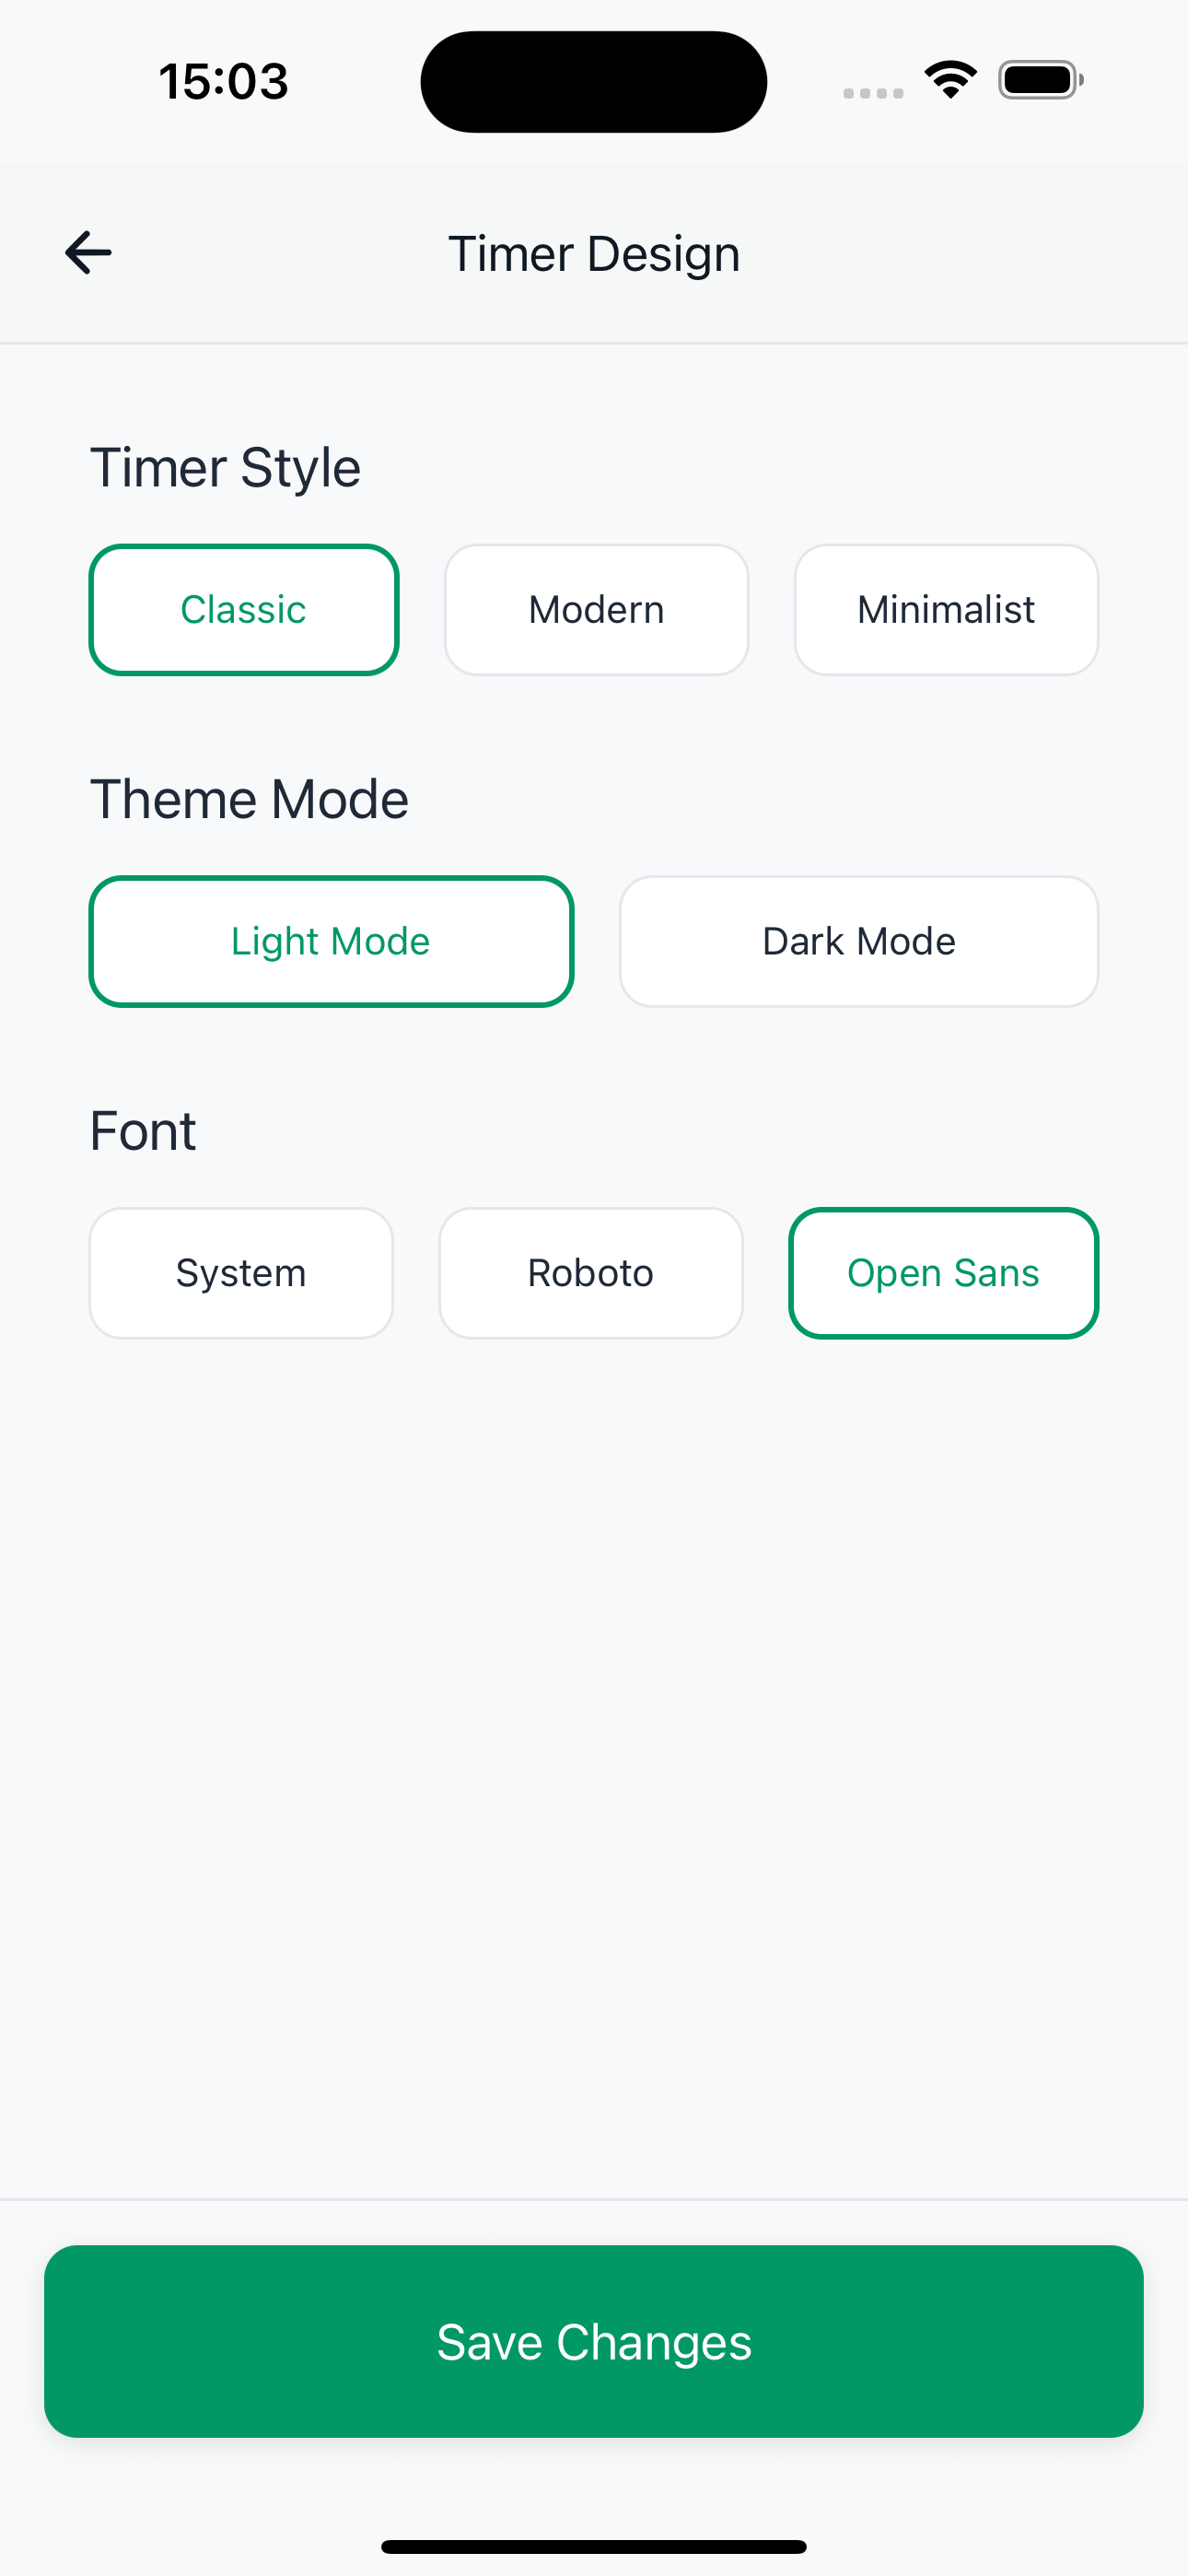 15:03
Timer Design
Timer Style
Classic Modern Minimalist
Theme Mode
Light Mode Dark Mode
Font
System Roboto Open Sans
Save Changes